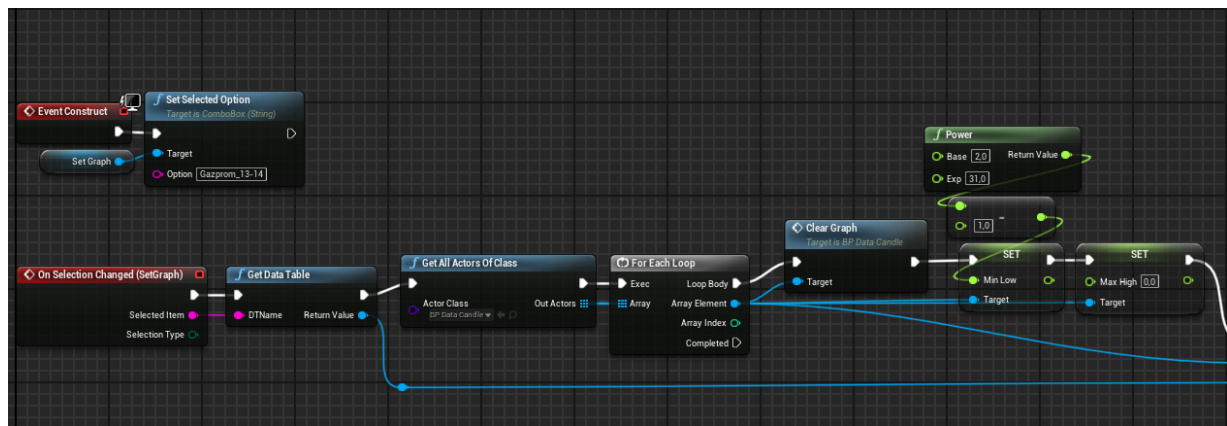 Event Construct
Set Graph
f Set Selected Option
Target is ComboBox (String)
Target
Option Gazprom_13-14
On Selection Changed (SetGraph)
Selected Item
Selection Type
f Get Data Table
DTName Return Value
f Get All Actors Of Class
Actor Class
BP Data Candle
Out Actors
For Each Loop
Exec Loop Body
Array Array Element
Array Index
Completed
Clear Graph
Target is BP Data Candle
Target
f Power
Base 2,0 Return Value
Exp 31,0
-
1,0
SET
Min Low
Target
SET
Max High 0,0
Target